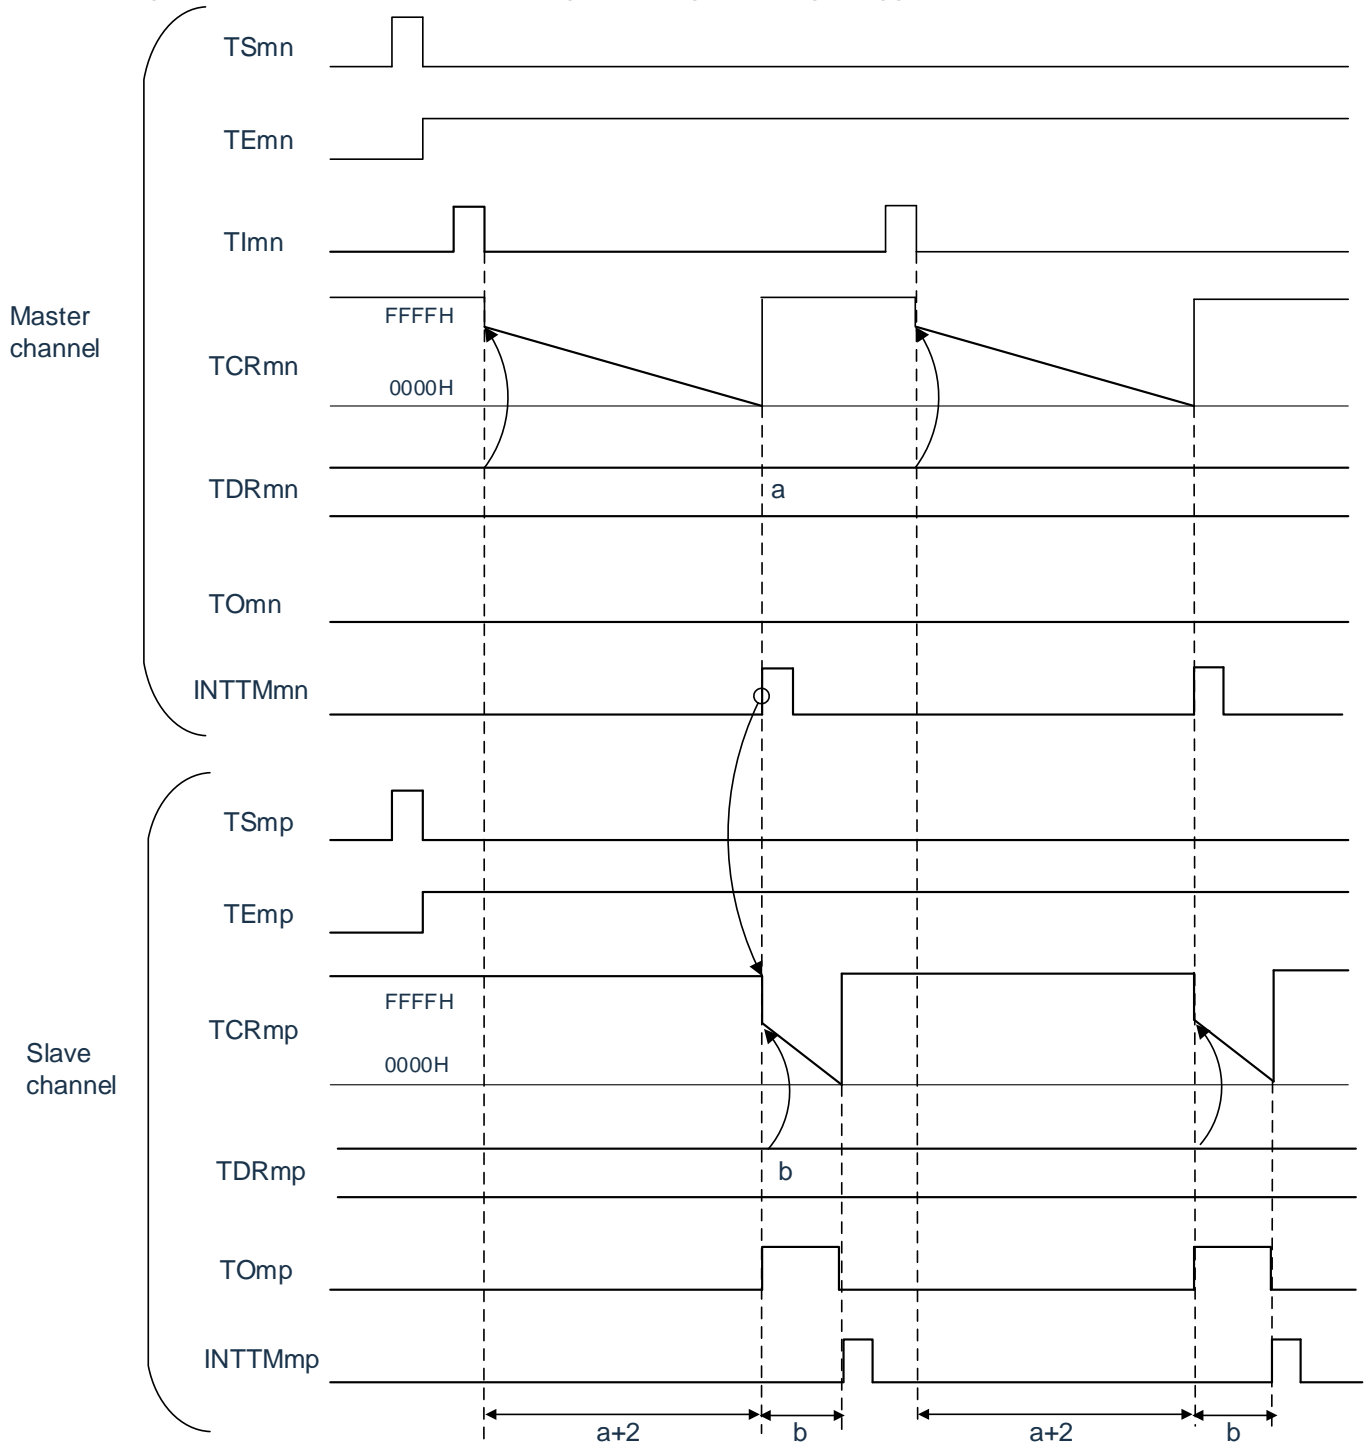 TSmn
TEmn
TImn
Master
channel
FFFFH
TCRmn
0000H
TDRmn
a
TOmn
INTTMmn
TSmp
TEmp
FFFFH
TCRmp
0000H
Slave
channel
TDRmp
b
TOmp
INTTMmp
a+2
b
a+2
b